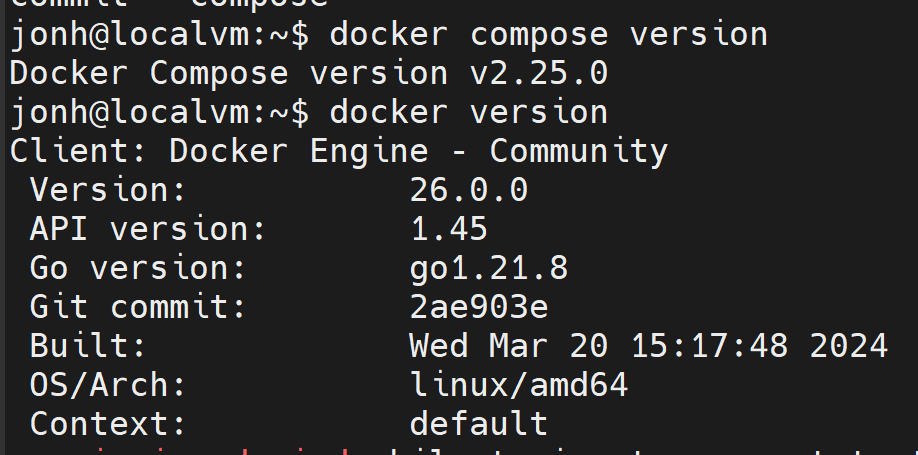 commit compose
jonh@localvm:~$ docker compose version
Docker Compose version v2.25.0
jonh@localvm:~$ docker version
Client: Docker Engine - Community
 Version:           26.0.0
 API version:       1.45
 Go version:        go1.21.8
 Git commit:        2ae903e
 Built:             Wed Mar 20 15:17:48 2024
 OS/Arch:           linux/amd64
 Context:           default